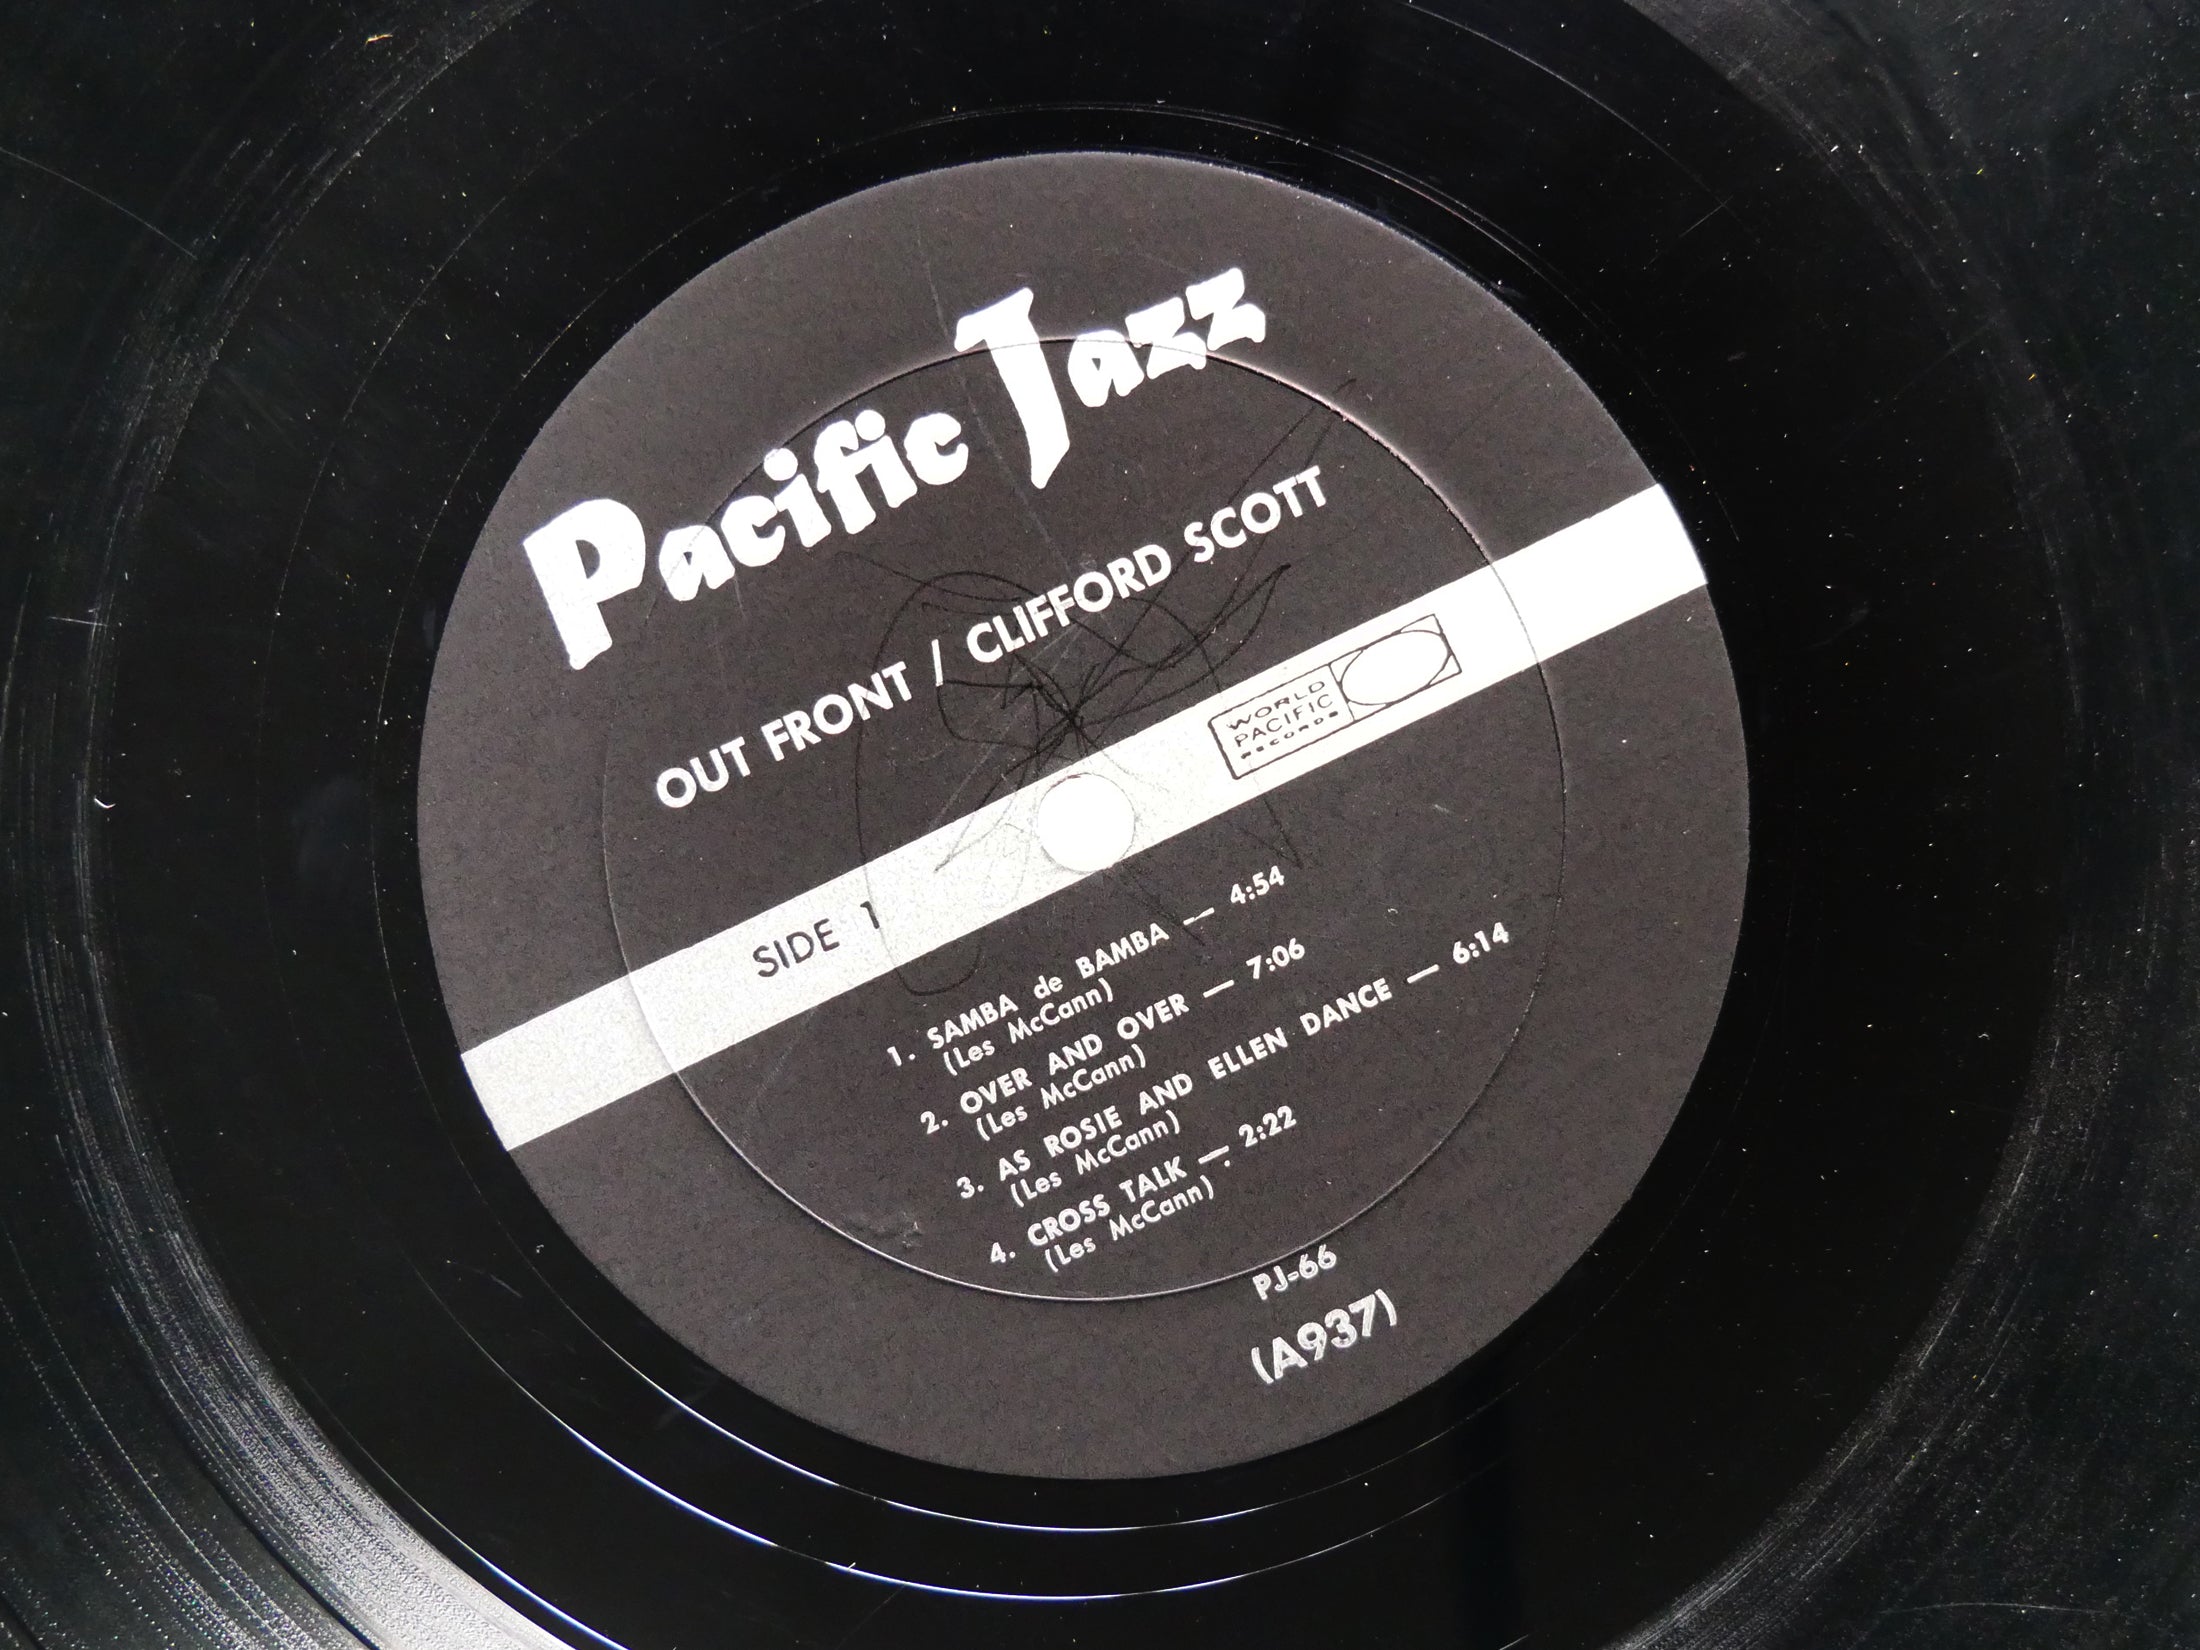 Pacific Jazz
OUT FRONT / CLIFFORD SCOTT
WORLD
PACIFIC
RECORDS
SIDE 1
1. SAMBA de BAMBA — 4:54
(Les McCann)
2. OVER AND OVER — 7:06
(Les McCann)
3. AS ROSIE AND ELLEN DANCE — 6:14
(Les McCann)
4. CROSS TALK — 2:22
(Les McCann)
PJ-66
(A937)